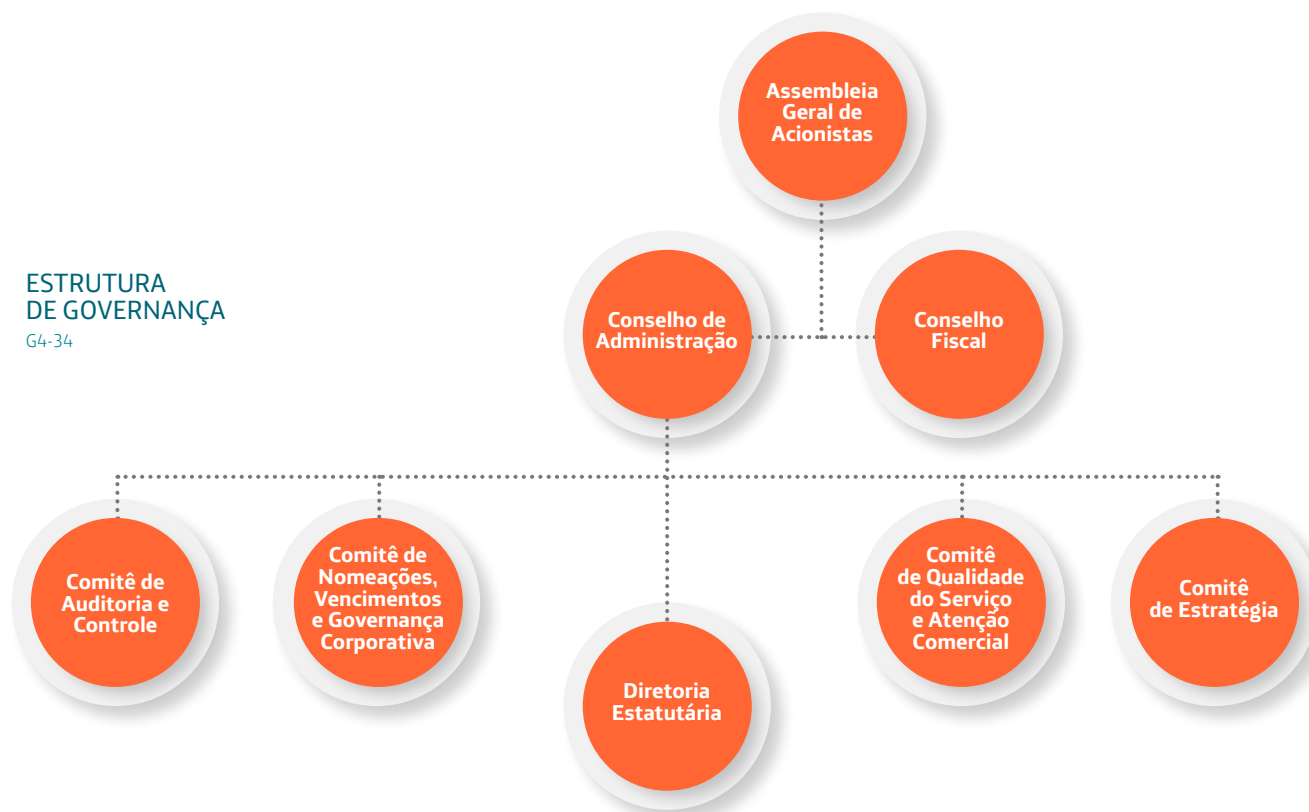 Assembleia
Geral de
Acionistas
ESTRUTURA
DE GOVERNANÇA
G4-34
Conselho de
Administração
Conselho
Fiscal
Comitê de
Auditoria e
Controle
Comitê de
Nomeações,
Vencimentos
e Governança
Corporativa
Diretoria
Estatutária
Comitê
de Qualidade
do Serviço
e Atenção
Comercial
Comitê
de Estratégia